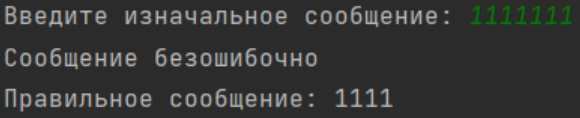 Введите изначальное сообщение: 1111111
Сообщение безошибочно
Правильное сообщение: 1111